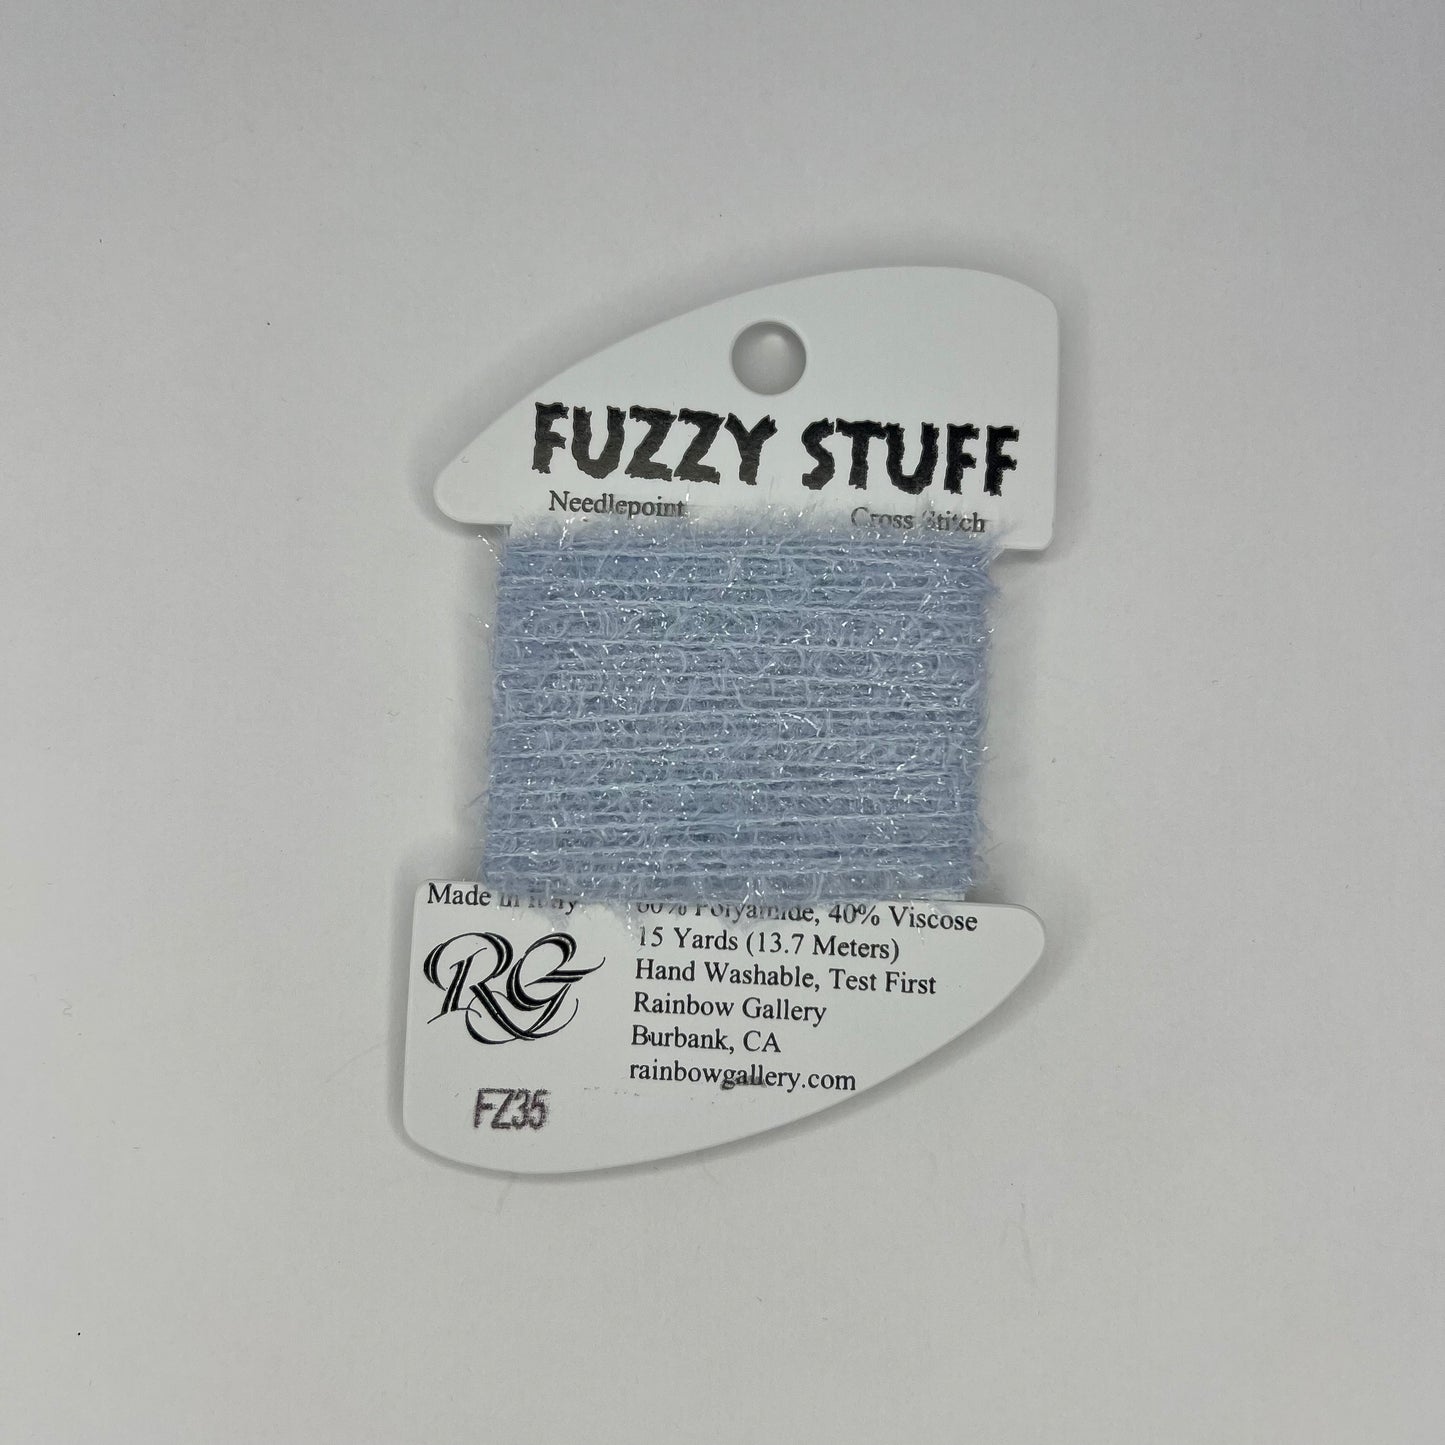 FUZZY STUFF
Needlepoint Cross Stitch
Made in Italy
60% Polyamide, 40% Viscose
15 Yards (13.7 Meters)
Hand Washable, Test First
Rainbow Gallery
Burbank, CA
rainbowgallery.com
RG
FZ35